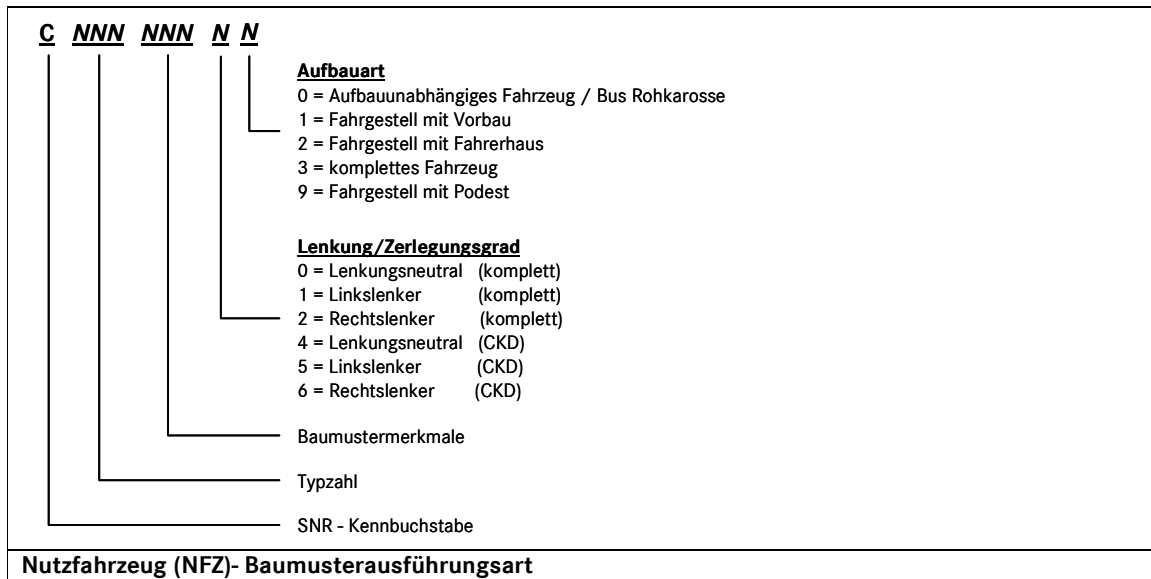 C NNN NNN N N
Aufbauart
0 = Aufbauunabhängiges Fahrzeug / Bus Rohkarosse
1 = Fahrgestell mit Vorbau
2 = Fahrgestell mit Fahrerhaus
3 = komplettes Fahrzeug
9 = Fahrgestell mit Podest
Lenkung/Zerlegungsgrad
0 = Lenkungsneutral (komplett)
1 = Linkslenker (komplett)
2 = Rechtslenker (komplett)
4 = Lenkungsneutral (CKD)
5 = Linkslenker (CKD)
6 = Rechtslenker (CKD)
Baumustermerkmale
Typzahl
SNR - Kennbuchstabe
Nutzfahrzeug (NFZ)- Baumusterausführungsart